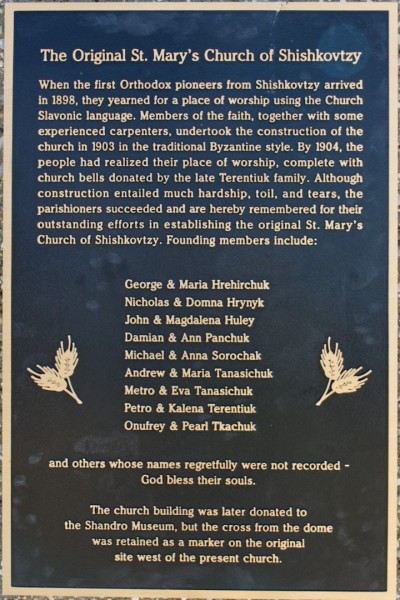 The Original St. Mary's Church of Shishkovtzy
When the first Orthodox pioneers from Shishkovtzy arrived
in 1898, they yearned for a place of worship using the Church
Slavonic language. Members of the faith, together with some
experienced carpenters, undertook the construction of the
church in 1903 in the traditional Byzantine style. By 1904, the
people had realized their place of worship, complete with
church bells donated by the late Terentiuk family. Although
construction entailed much hardship, toil, and tears, the
parishioners succeeded and are hereby remembered for their
outstanding efforts in establishing the original St. Mary's
Church of Shishkovtzy. Founding members include:
George & Maria Hrehirchuk
Nicholas & Domna Hrynyk
John & Magdalena Huley
Damian & Ann Panchuk
Michael & Anna Sorochak
Andrew & Maria Tanasichuk
Metro & Eva Tanasichuk
Petro & Kalena Terentiuk
Onufrey & Pearl Tkachuk
and others whose names regretfully were not recorded -
God bless their souls.
The church building was later donated to
the Shandro Museum, but the cross from the dome
was retained as a marker on the original
site west of the present church.